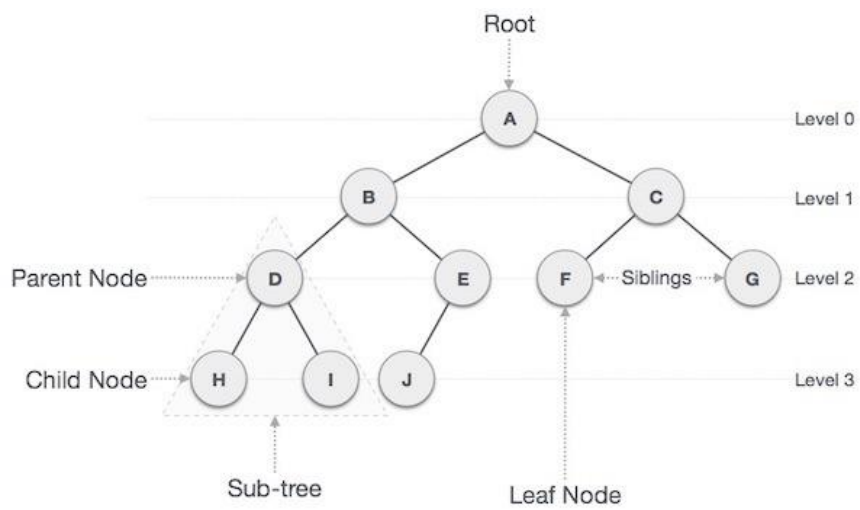 Root
A
Level 0
B
C
Level 1
Parent Node
D
E
F
Siblings
G
Level 2
Child Node
H
I
J
Level 3
Sub-tree
Leaf Node